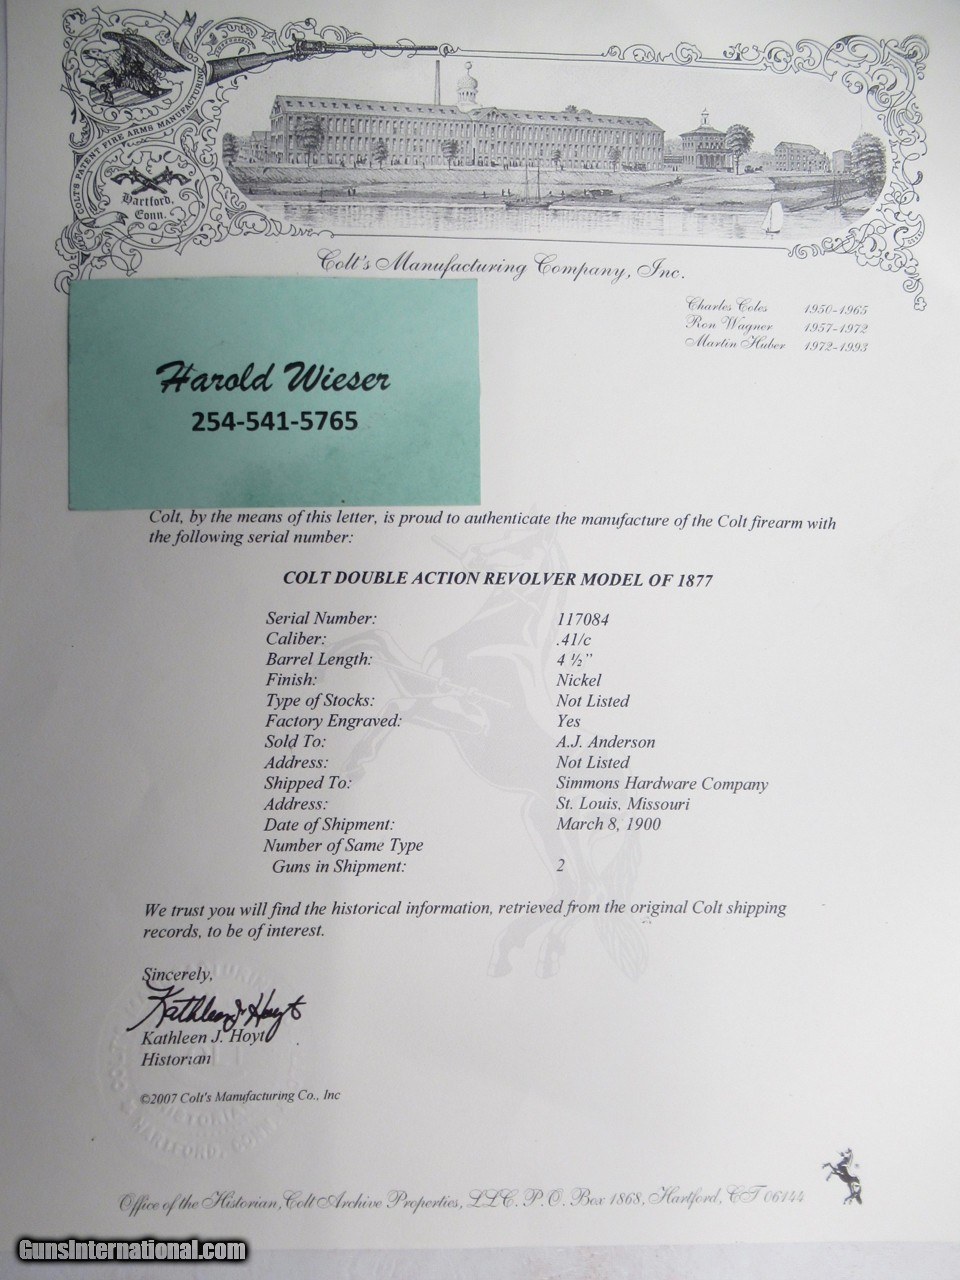 COLT'S PATENT FIRE ARMS MANUFACTURING
Hartford,
Conn.
Colt's Manufacturing Company, Inc.
Charles Coles 1950-1965
Ron Wagner 1957-1972
Martin Huber 1972-1993
Harold Wieser
254-541-5765
Colt, by the means of this letter, is proud to authenticate the manufacture of the Colt firearm with
the following serial number:
COLT DOUBLE ACTION REVOLVER MODEL OF 1877
Serial Number: 117084
Caliber: .41/c
Barrel Length: 4 ½"
Finish: Nickel
Type of Stocks: Not Listed
Factory Engraved: Yes
Sold To: A.J. Anderson
Address: Not Listed
Shipped To: Simmons Hardware Company
Address: St. Louis, Missouri
Date of Shipment: March 8, 1900
Number of Same Type
Guns in Shipment: 2
We trust you will find the historical information, retrieved from the original Colt shipping
records, to be of interest.
Sincerely,
Kathleen J. Hoyt
Kathleen J. Hoyt
Historian
©2007 Colt's Manufacturing Co., Inc
Office of the Historian, Colt Archive Properties, LLC. P.O. Box 1868, Hartford, CT 06144
GunsInternational.com